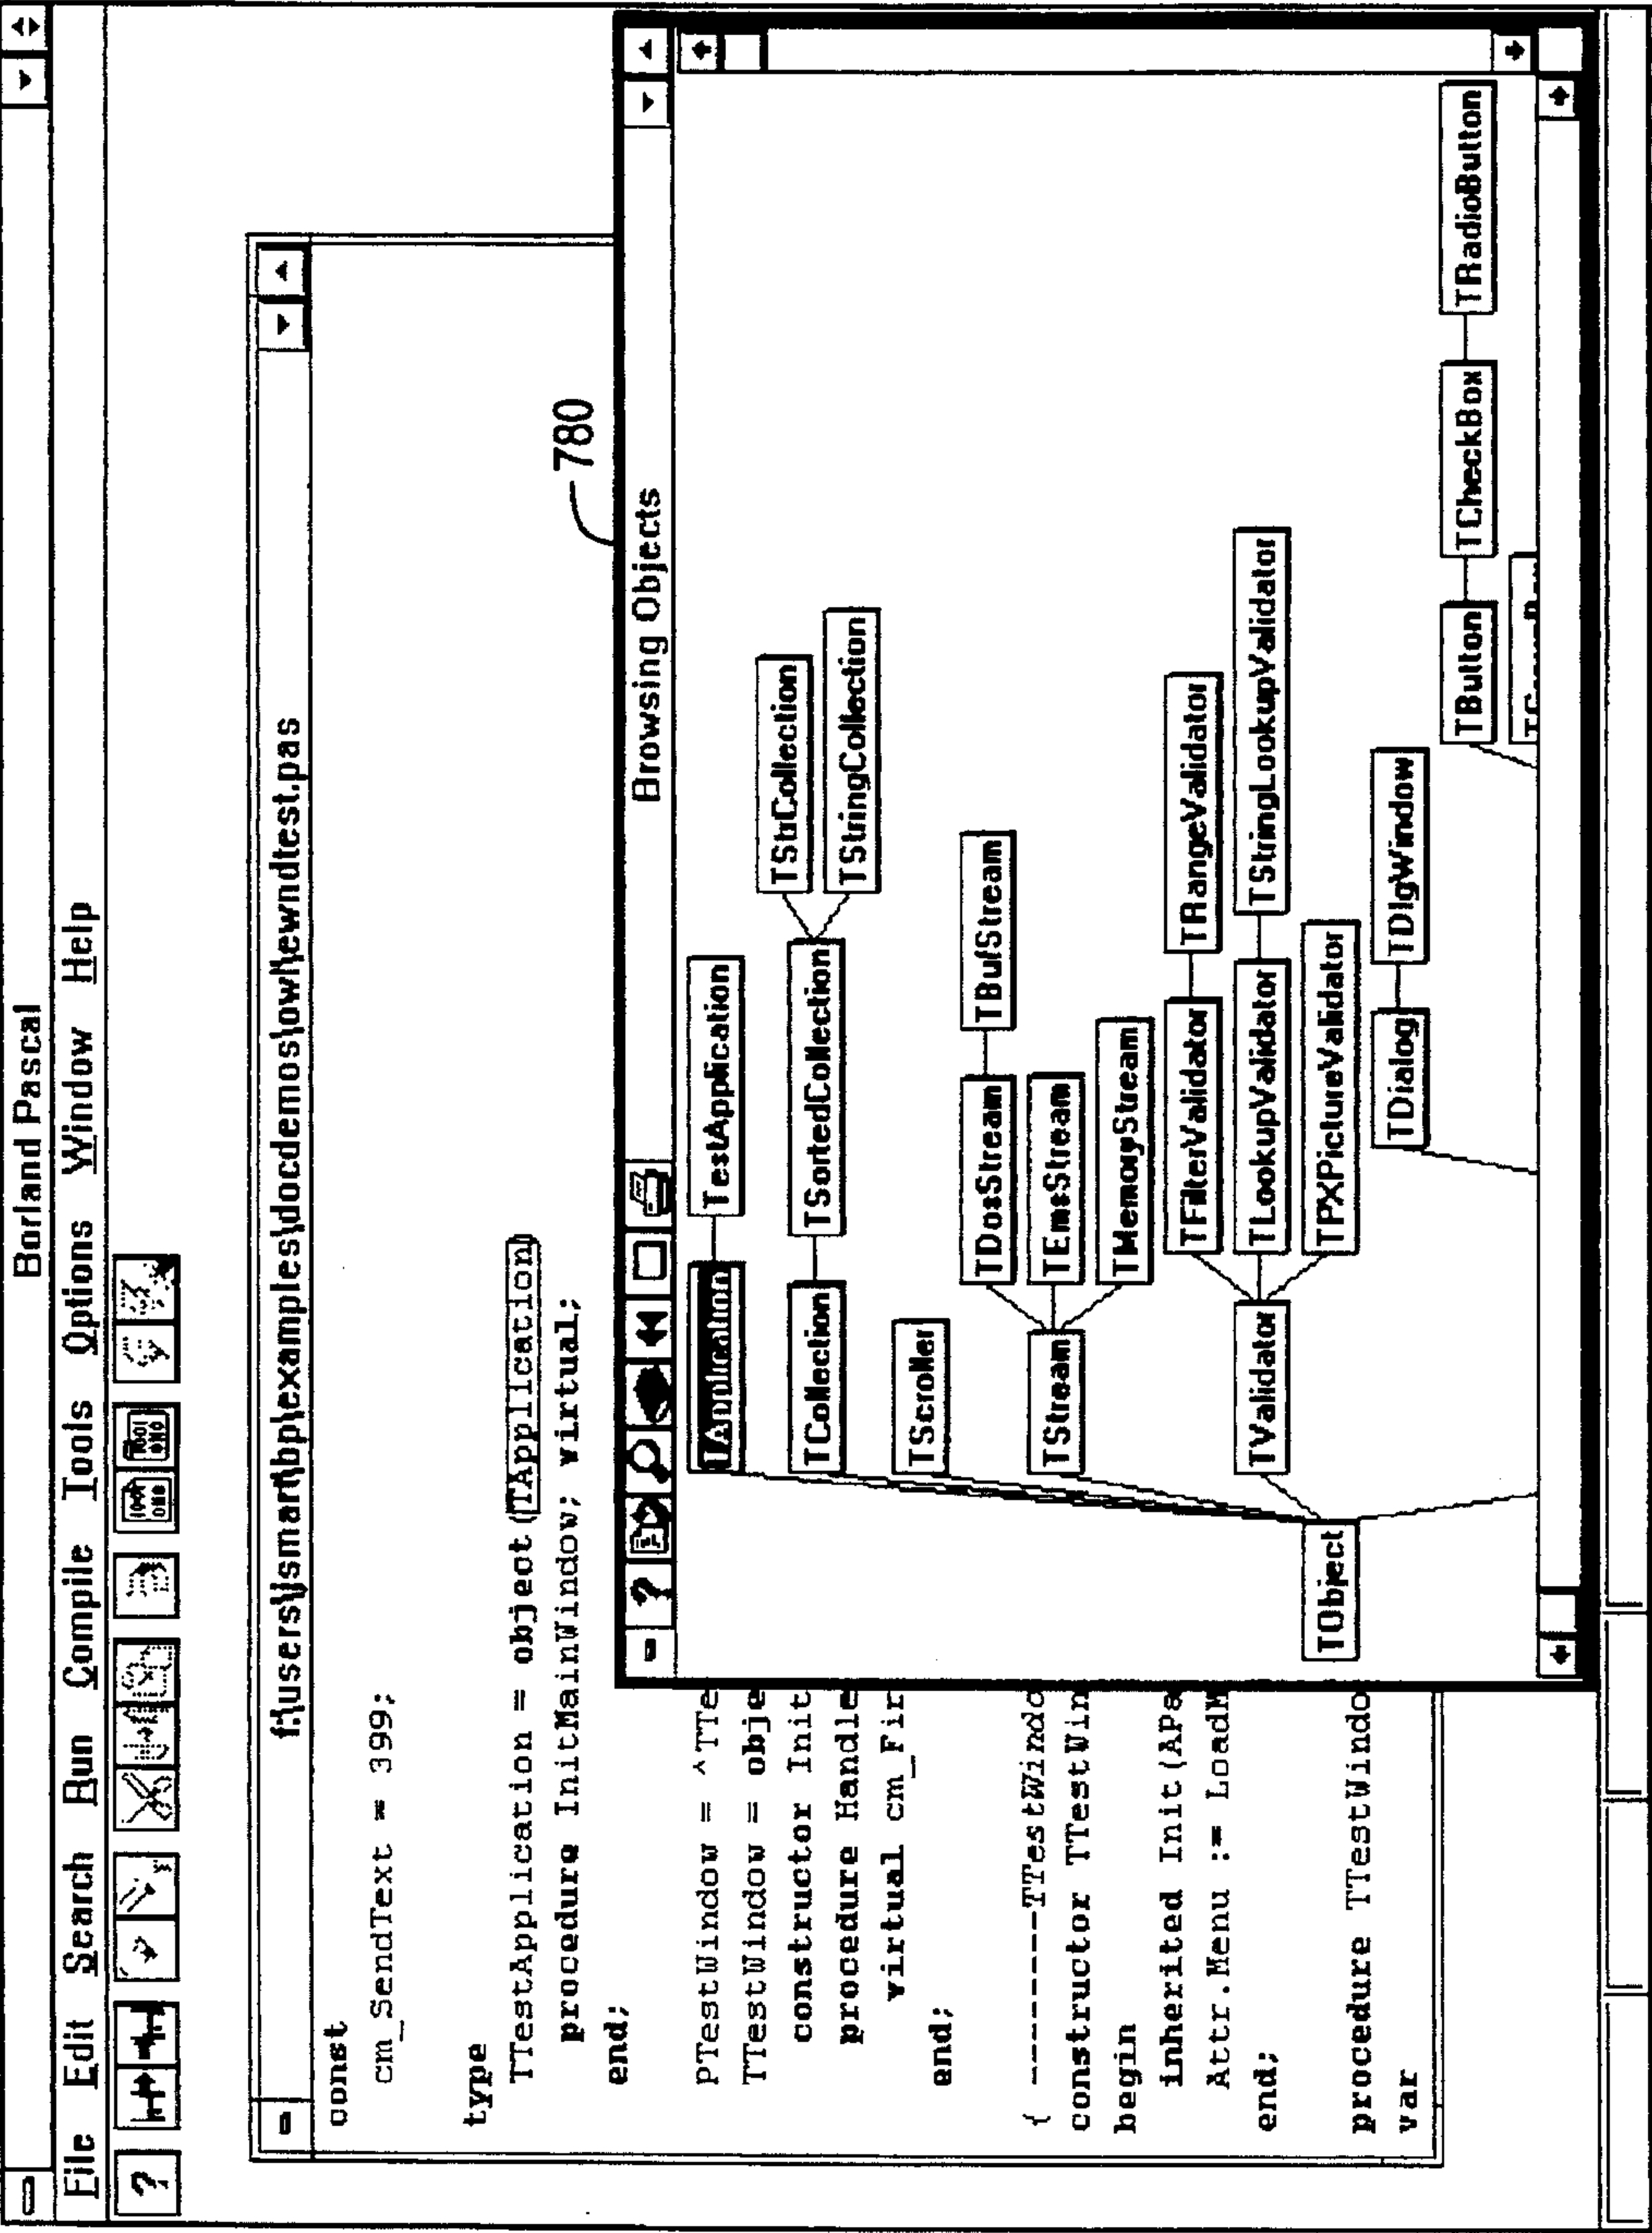 Borland Pascal
File Edit Search Run Compile Tools Options Window Help
f:\users\jsmart\bp\examples\docdemos\owl\ewndtest.pas
const
cm_SendText = 399;
type
TTestApplication = object(TApplication)
procedure InitMainWindow; virtual;
end;
PTestWindow = ^TTe
TTestWindow = obje
constructor Init
procedure Handle
virtual cm_Fir
end;
{ --------TTestWindo
constructor TTestWin
begin
inherited Init(APa
Attr.Menu := LoadM
end;
procedure TTestWindo
var
780
Browsing Objects
TApplication TestApplication
TStrCollection
TCollection TSortedCollection
TStringCollection
TScroller
TDosStream TBufStream
TStream TEmsStream
TMemoryStream
TFilterValidator TRangeValidator
TValidator TLookupValidator TStringLookupValidator
TObject TPXPictureValidator
TDialog TDlgWindow
TButton TCheckBox TRadioButton